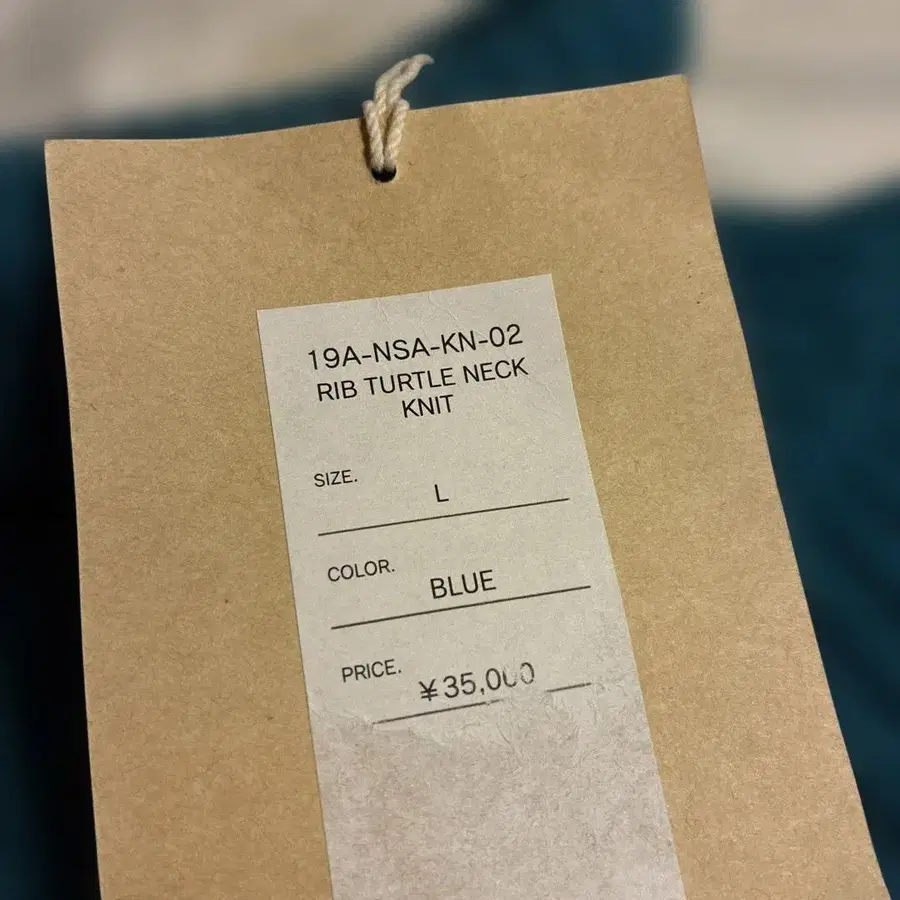 19A-NSA-KN-02
RIB TURTLE NECK
KNIT
SIZE.
L
COLOR.
BLUE
PRICE.
¥35,000